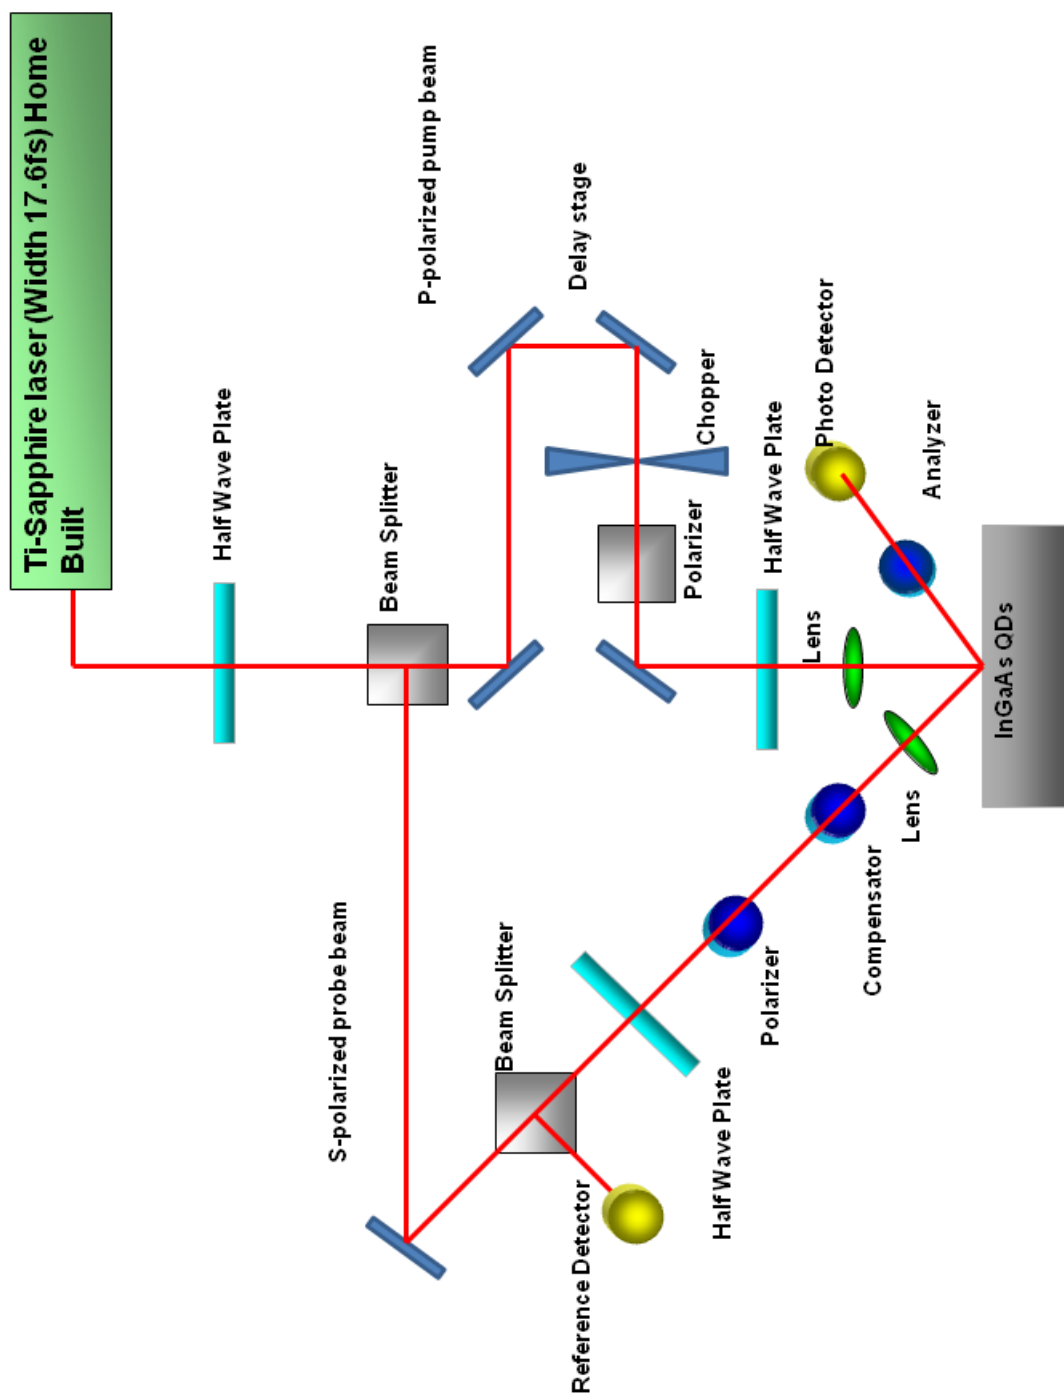 Ti-Sapphire laser (Width 17.6fs) Home
Built
Half Wave Plate
P-polarized pump beam
Beam Splitter
Delay stage
Chopper
Polarizer
Half Wave Plate
Photo Detector
Lens
Analyzer
S-polarized probe beam
Beam Splitter
Reference Detector
Half Wave Plate
Polarizer
Compensator
Lens
InGaAs QDs